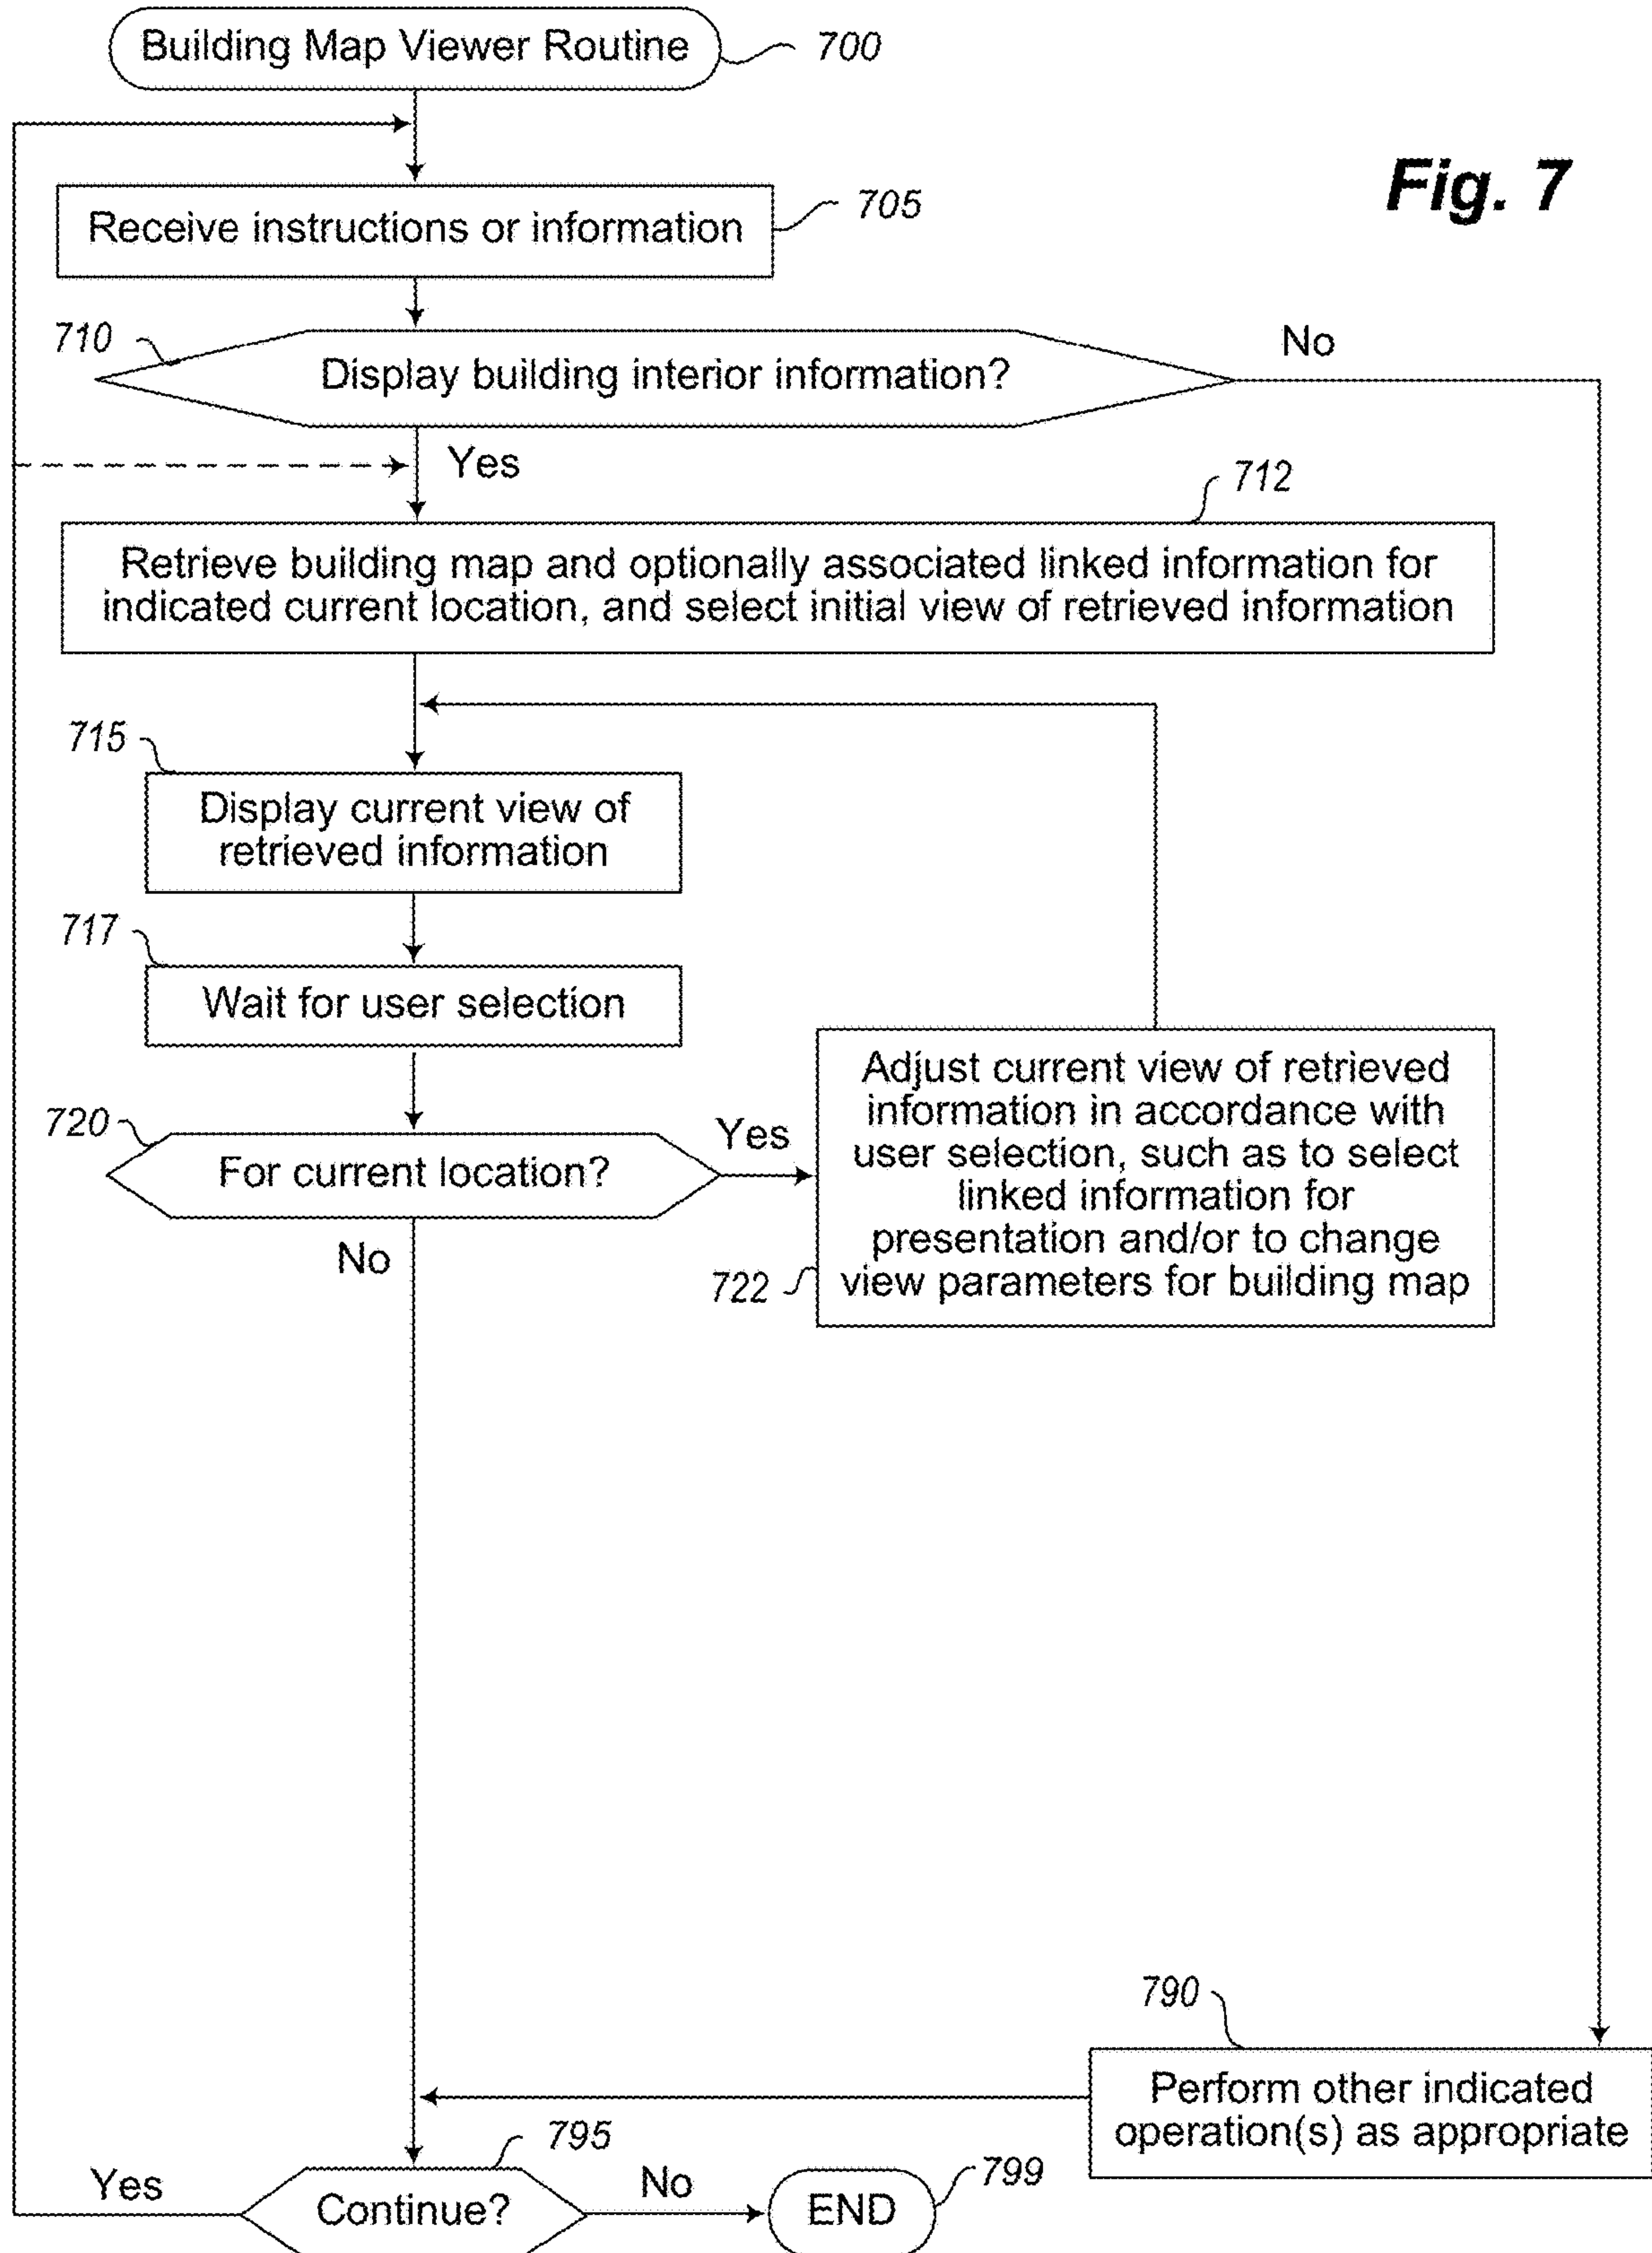 Building Map Viewer Routine
700
Fig. 7
Receive instructions or information
705
710
Display building interior information?
No
Yes
712
Retrieve building map and optionally associated linked information for
indicated current location, and select initial view of retrieved information
715
Display current view of
retrieved information
717
Wait for user selection
720
For current location?
Yes
No
Adjust current view of retrieved
information in accordance with
user selection, such as to select
linked information for
presentation and/or to change
view parameters for building map
722
790
Perform other indicated
operation(s) as appropriate
795
Continue?
Yes
No
END
799